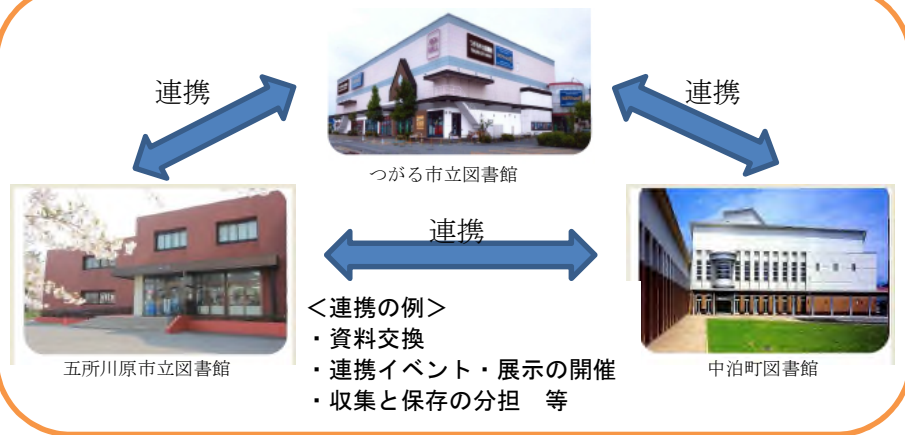 連携
連携
つがる市立図書館
連携
<連携の例>
・資料交換
・連携イベント・展示の開催
・収集と保存の分担　等
五所川原市立図書館
中泊町図書館